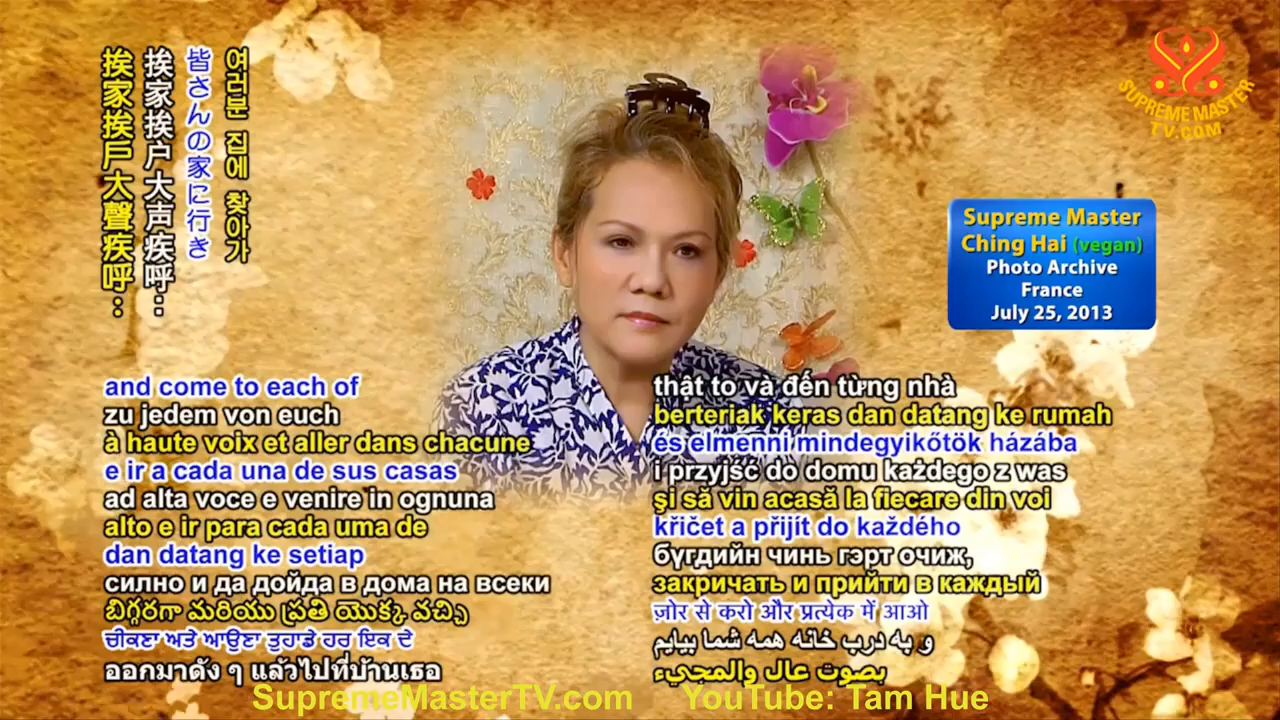 여러분 집에 찾아가
皆さんの家に行き
挨家挨户大声疾呼：
挨家挨戶大聲疾呼：
SUPREME MASTER
TV.COM
Supreme Master
Ching Hai (vegan)
Photo Archive
France
July 25, 2013
and come to each of
zu jedem von euch
à haute voix et aller dans chacune
e ir a cada una de sus casas
ad alta voce e venire in ognuna
alto e ir para cada uma de
dan datang ke setiap
силно и да дойда в дома на всеки
బిగ్గరగా మరియు ప్రతి యొక్క వచ్చి
ਚੀਕਣਾ ਅਤੇ ਆਉਣਾ ਤੁਹਾਡੇ ਹਰ ਇਕ ਦੇ
ออกมาดัง ๆ แล้วไปที่บ้านเธอ
thật to và đến từng nhà
berteriak keras dan datang ke rumah
és elmenni mindegyikőtök házába
i przyjść do domu każdego z was
şi să vin acasă la fiecare din voi
křičet a přijít do každého
бүгдийн чинь гэрт очиж,
закричать и прийти в каждый
ज़ोर से करो और प्रत्येक में आओ
و به درب خانه همه شما بیایم
بصوت عال والمجيء
SupremeMasterTV.com YouTube: Tam Hue